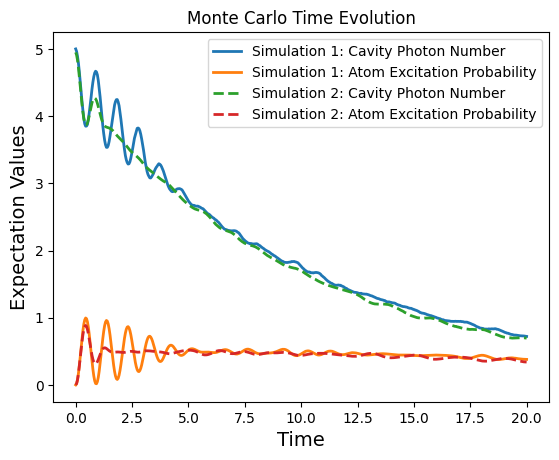 Monte Carlo Time Evolution
Simulation 1: Cavity Photon Number
Simulation 1: Atom Excitation Probability
Simulation 2: Cavity Photon Number
Simulation 2: Atom Excitation Probability
Expectation Values
5
4
3
2
1
0
0.0 2.5 5.0 7.5 10.0 12.5 15.0 17.5 20.0
Time